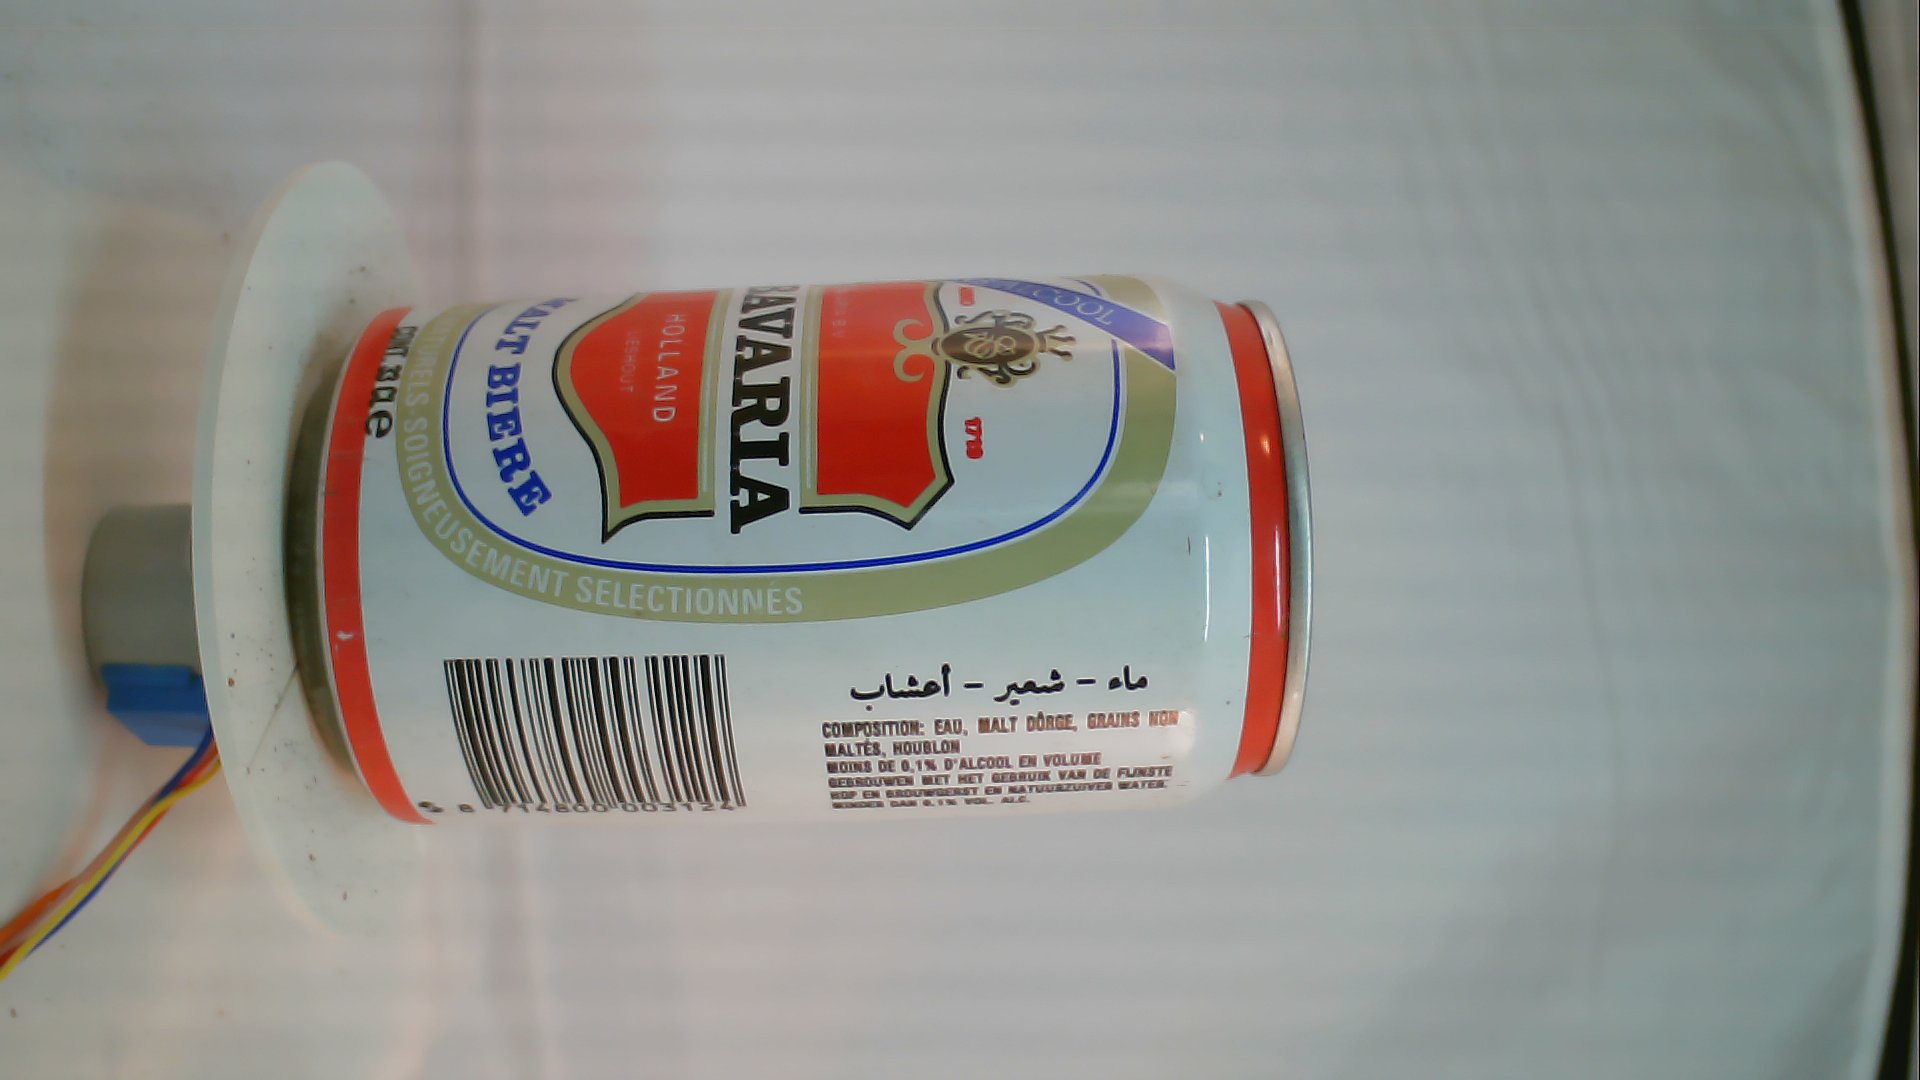 ALCOOL
1719
BAVARIA
HOLLAND
LIESHOUT
MALT BIERE
NATURELS SOIGNEUSEMENT SELECTIONNÉS
ماء - شعير - أعشاب
COMPOSITION: EAU, MALT DÓRGE, GRAINS NON
MALTÉS, HOUBLON
MOINS DE 0,1% D'ALCOOL EN VOLUME
GEBROUWEN MET HET GEBRUIK VAN DE FIJNSTE
HOP EN BROUWGERST EN NATUURZUIVER WATER.
MINDER DAN 0.1% VOL. ALC.
8 714800 003124